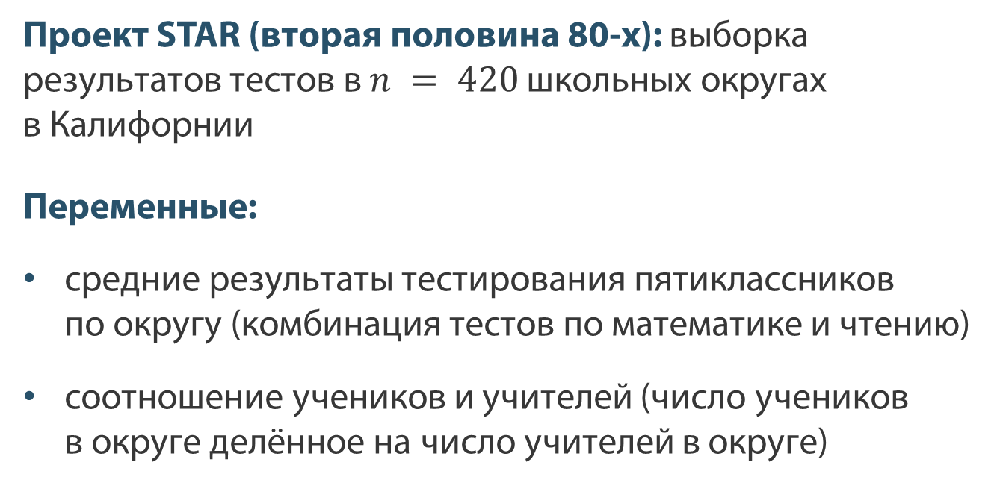 Проект STAR (вторая половина 80-х): выборка
результатов тестов в n = 420 школьных округах
в Калифорнии
Переменные:
• средние результаты тестирования пятиклассников
по округу (комбинация тестов по математике и чтению)
• соотношение учеников и учителей (число учеников
в округе делённое на число учителей в округе)